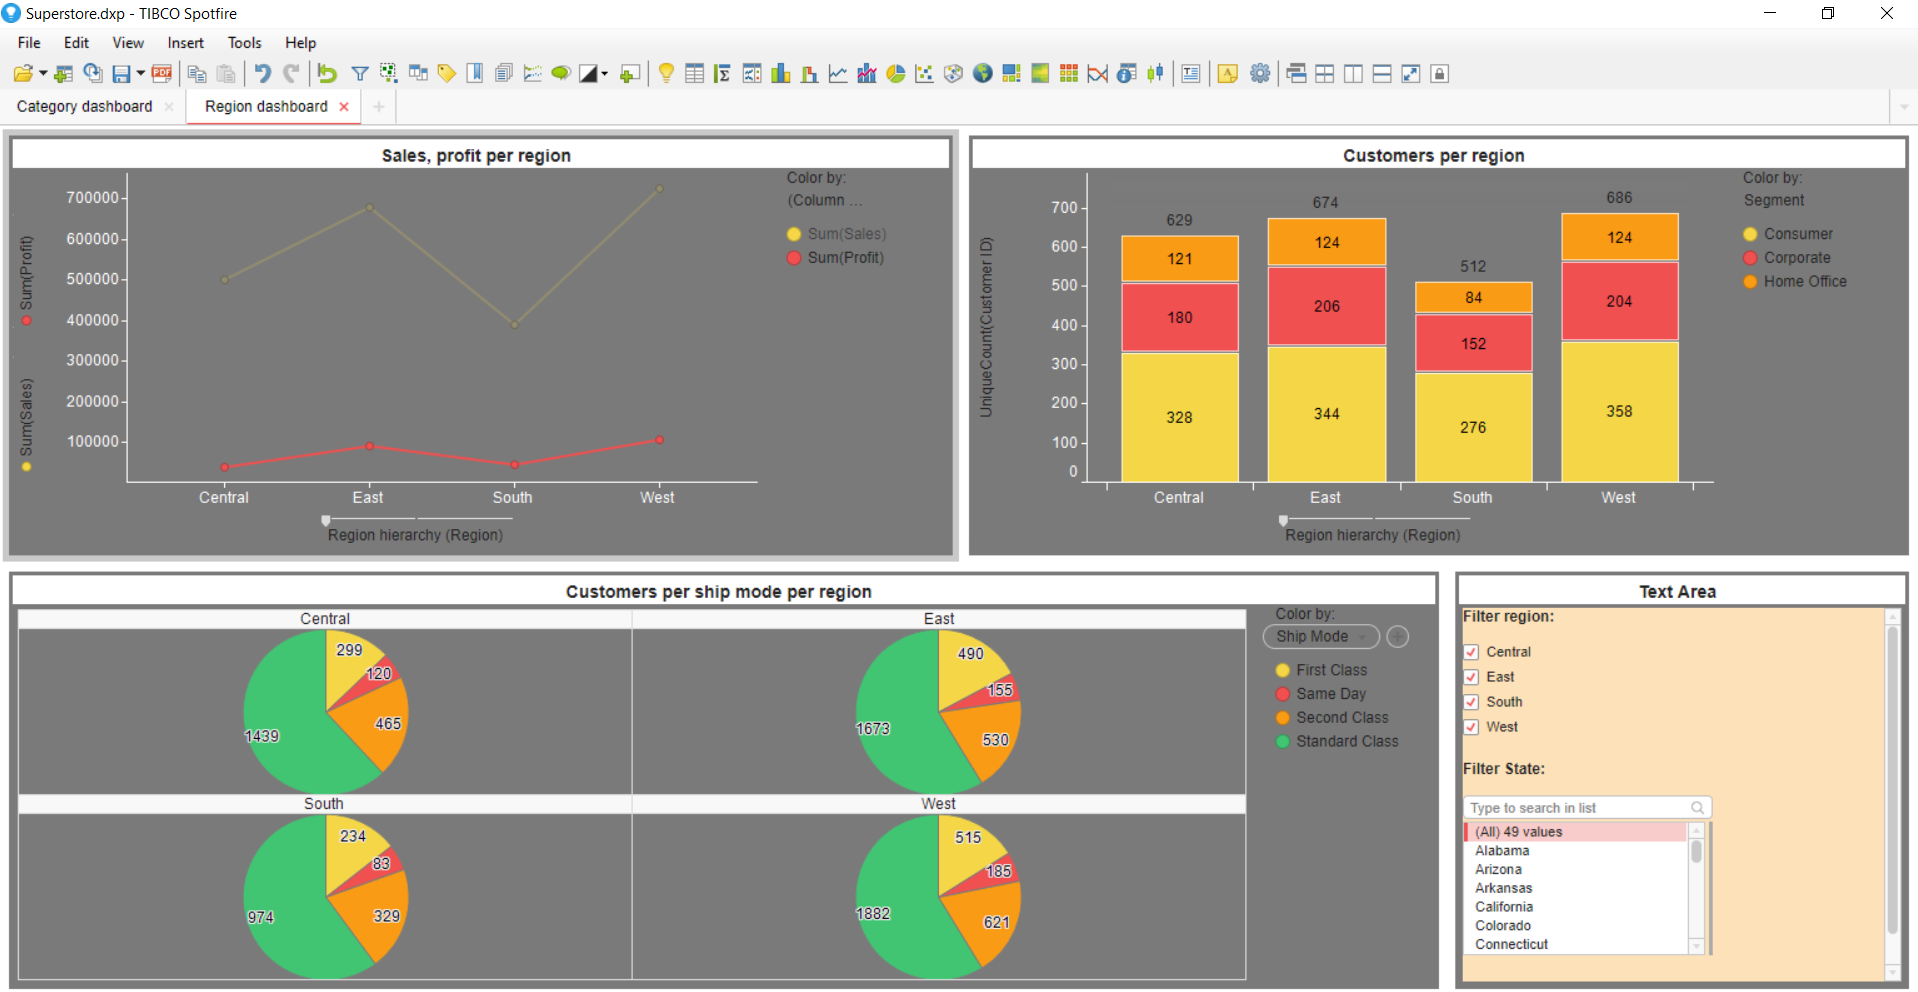 Superstore.dxp - TIBCO Spotfire
File Edit View Insert Tools Help
PDF
Category dashboard
Region dashboard
Sales, profit per region
Sum(Profit)
Sum(Sales)
700000
600000
500000
400000
300000
200000
100000
Central East South West
Region hierarchy (Region)
Color by:
(Column ...
Sum(Sales)
Sum(Profit)
Customers per region
UniqueCount(Customer ID)
700
600
500
400
300
200
100
0
629
121
180
328
674
124
206
344
512
84
152
276
686
124
204
358
Central East South West
Region hierarchy (Region)
Color by:
Segment
Consumer
Corporate
Home Office
Customers per ship mode per region
Central
299
120
465
1439
East
490
155
530
1673
South
234
83
329
974
West
515
185
621
1882
Color by:
Ship Mode
First Class
Same Day
Second Class
Standard Class
Text Area
Filter region:
Central
East
South
West
Filter State:
Type to search in list
(All) 49 values
Alabama
Arizona
Arkansas
California
Colorado
Connecticut